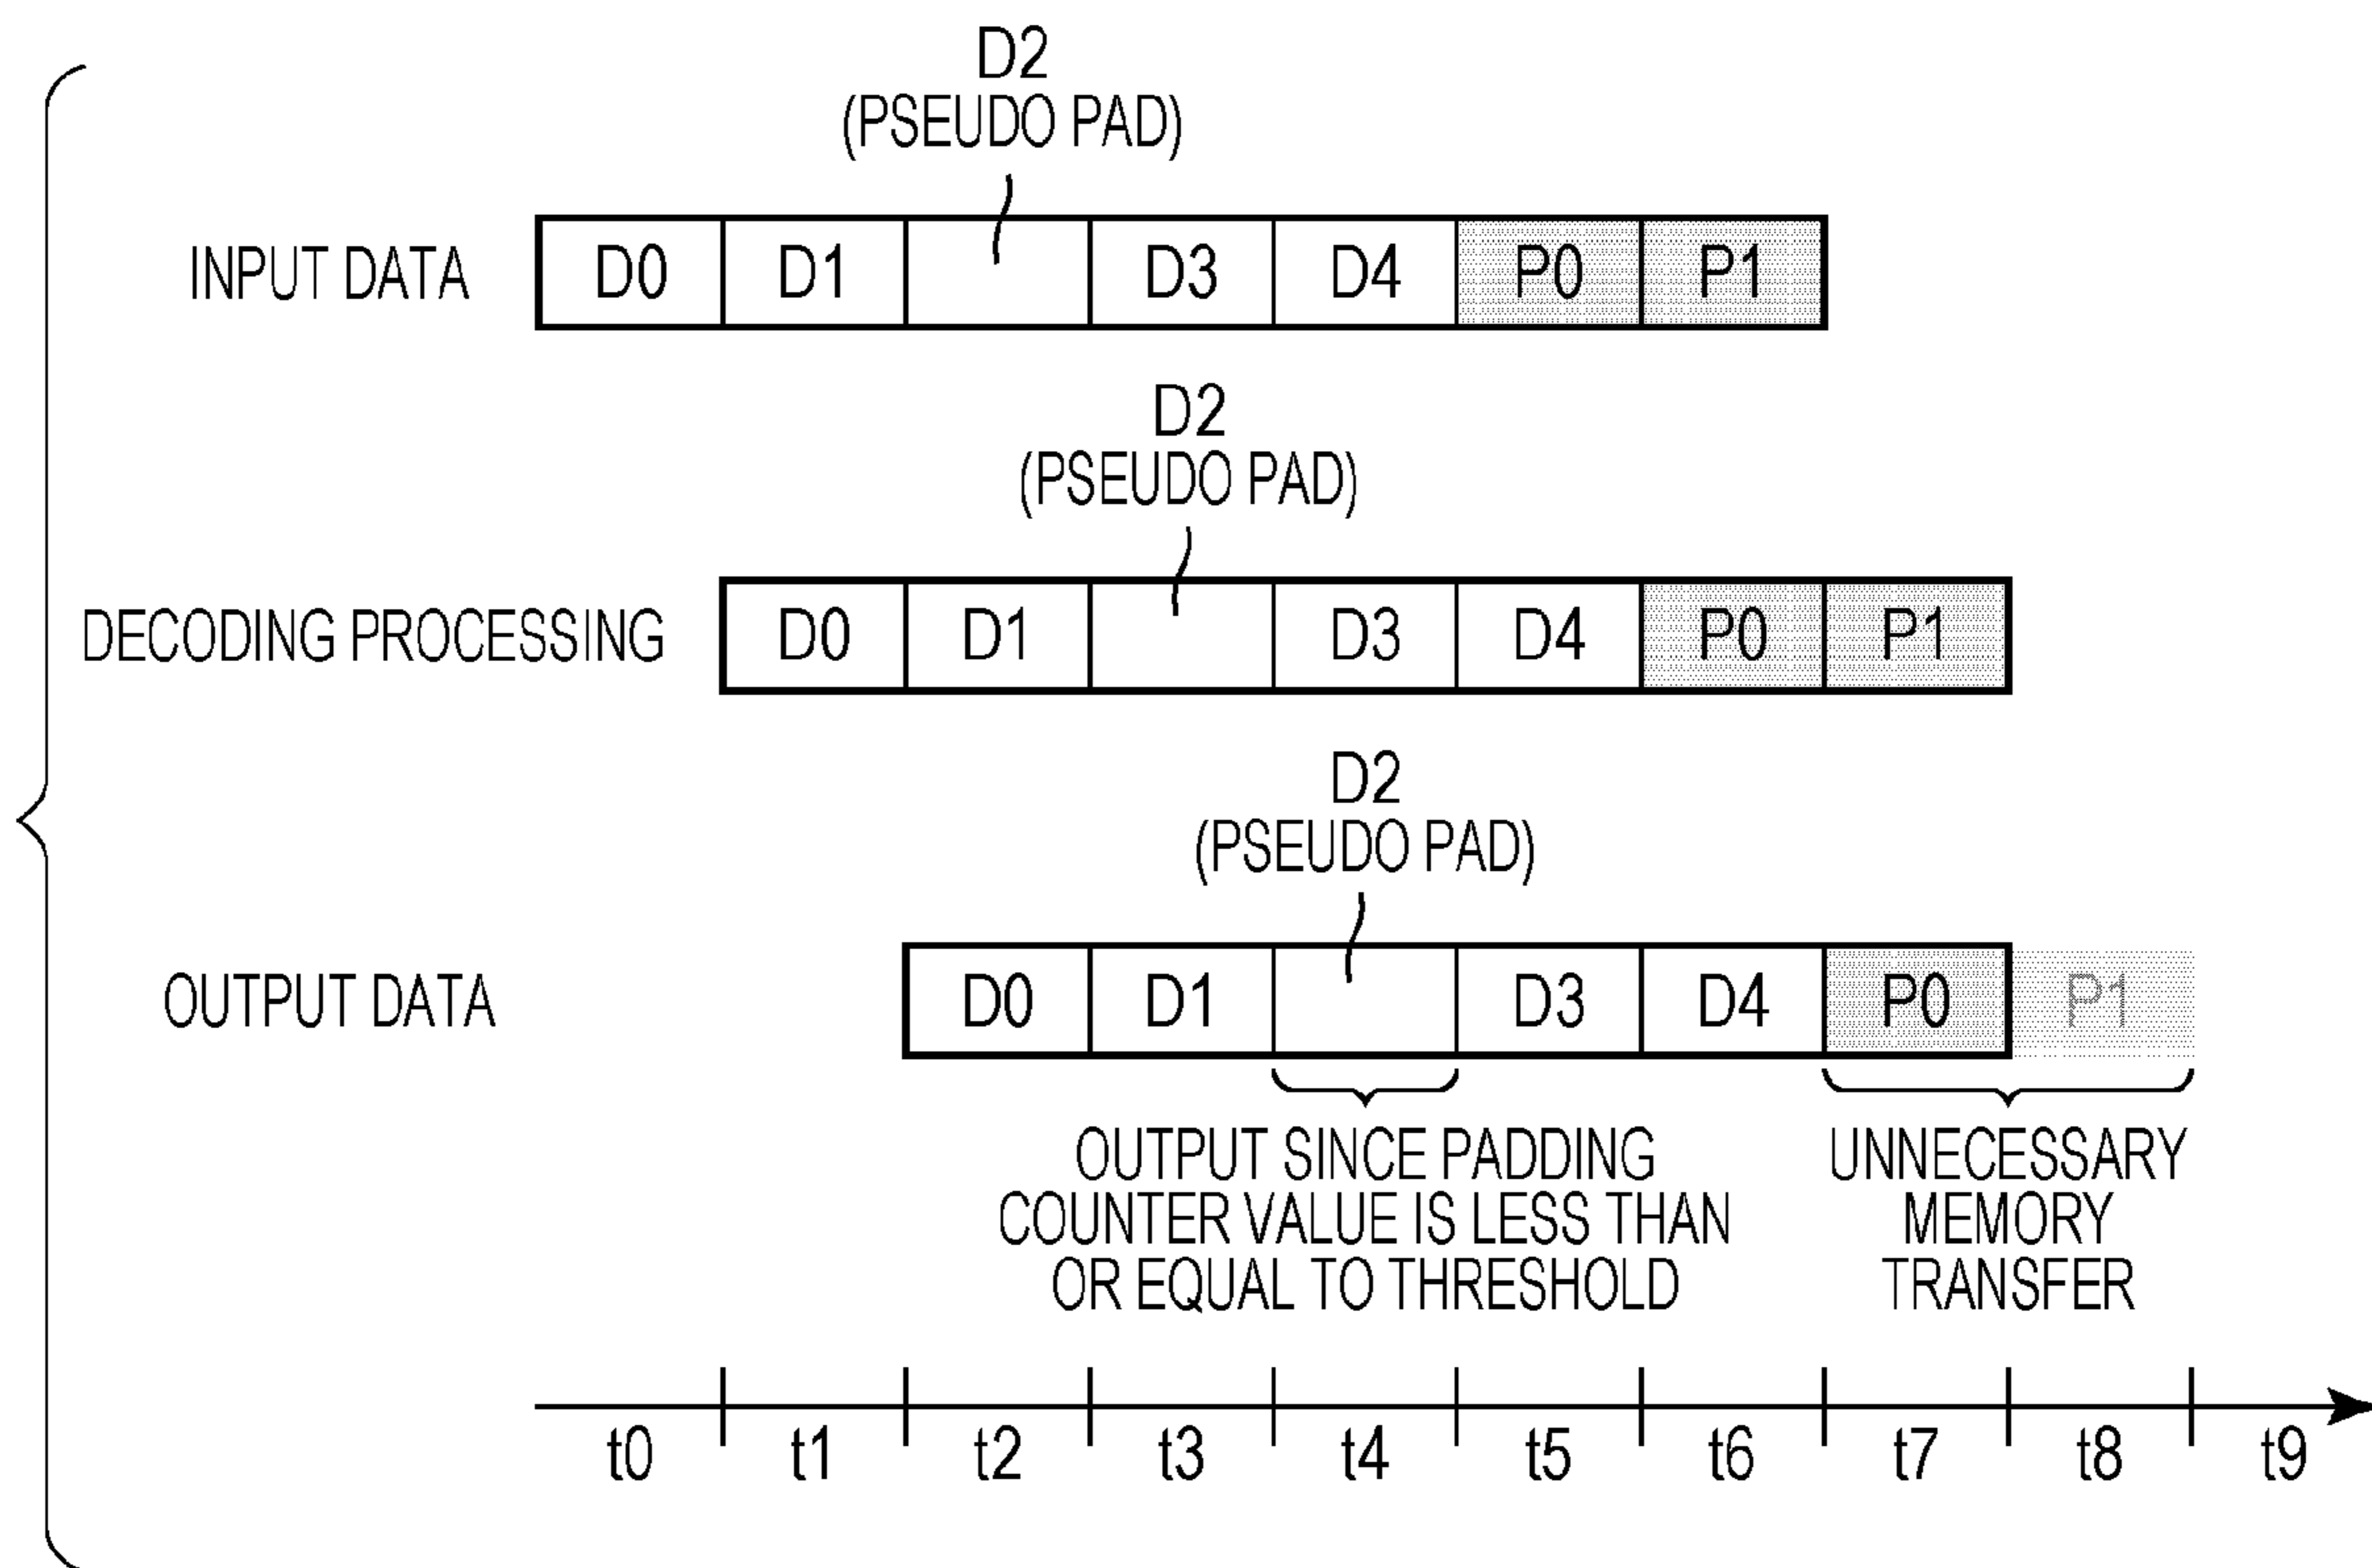 D2
(PSEUDO PAD)
INPUT DATA D0 D1 D3 D4 P0 P1
D2
(PSEUDO PAD)
DECODING PROCESSING D0 D1 D3 D4 P0 P1
D2
(PSEUDO PAD)
OUTPUT DATA D0 D1 D3 D4 P0 P1
OUTPUT SINCE PADDING
COUNTER VALUE IS LESS THAN
OR EQUAL TO THRESHOLD
UNNECESSARY
MEMORY
TRANSFER
t0 t1 t2 t3 t4 t5 t6 t7 t8 t9